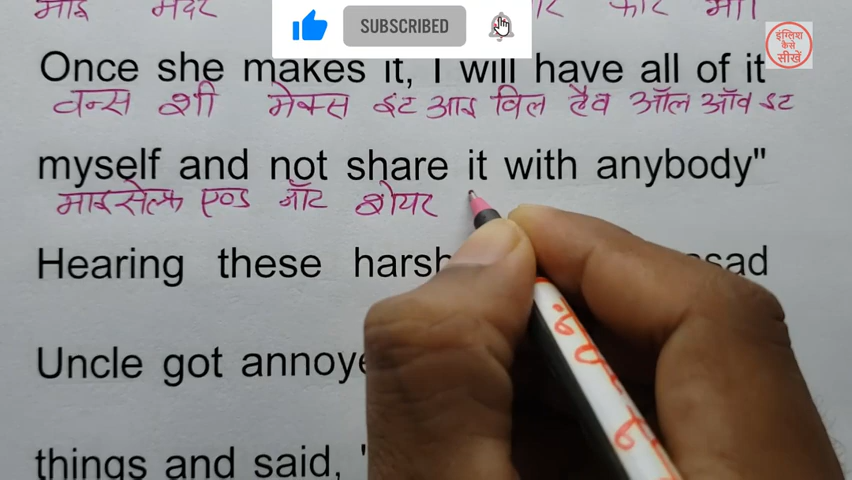 माइ मदर
SUBSCRIBED
इंग्लिश
कैसे
सीखें
Once she makes it, I will have all of it
वन्स शी मेक्स इट आइ विल हैव ऑल ऑव इट
myself and not share it with anybody"
माइसेल्फ एण्ड नॉट शेयर
Hearing these harsh
Uncle got annoye
things and said, "